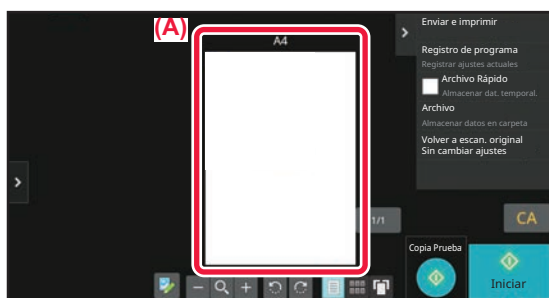 (A)
A4
Enviar e imprimir
Registro de programa
Registrar ajustes actuales
Archivo Rápido
Almacenar dat. temporal.
Archivo
Almacenar datos en carpeta
Volver a escan. original
Sin cambiar ajustes
1/1
CA
Copia Prueba
Iniciar